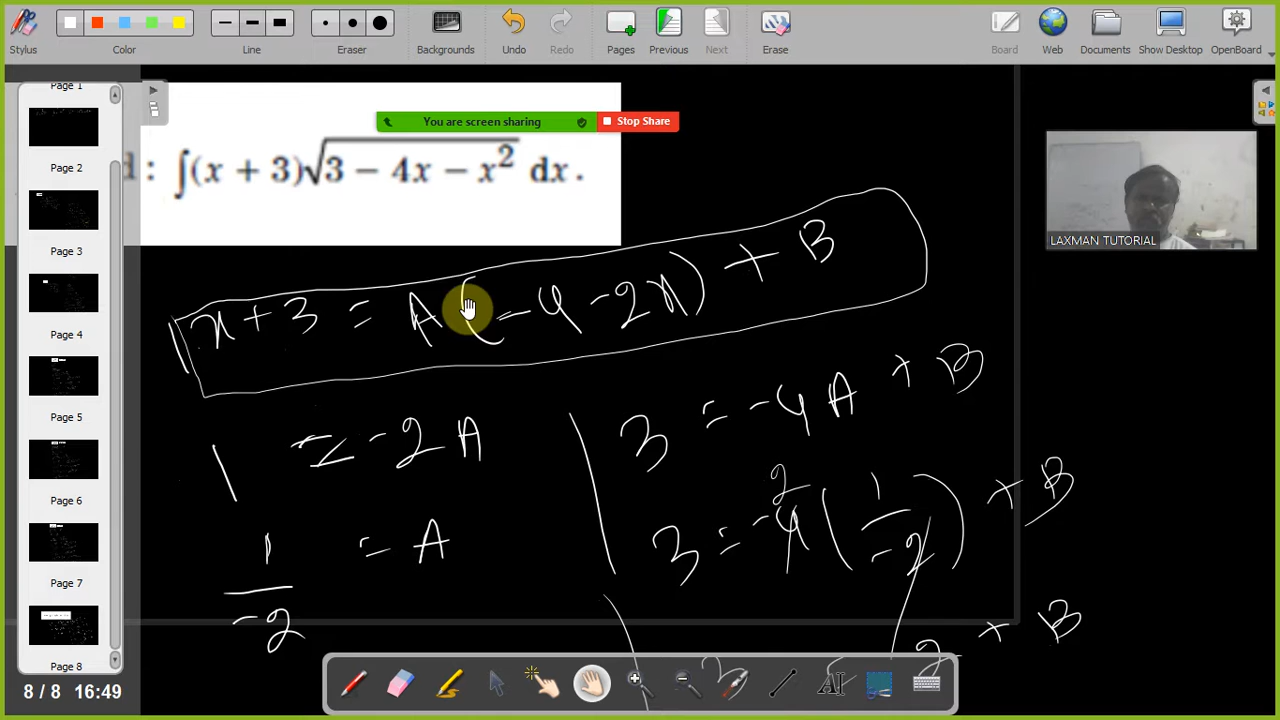 Stylus Color Line Eraser Backgrounds Undo Redo Pages Previous Next Erase Board Web Documents Show Desktop OpenBoard
Page 1
Page 2
Page 3
Page 4
Page 5
Page 6
Page 7
Page 8
8 / 8 16:49
You are screen sharing Stop Share
d : ∫(x + 3)√3 − 4x − x² dx .
LAXMAN TUTORIAL
x + 3 = A(-4 -2x) + B
1 = -2A
3 = -4A + B
1/-2 = A
3 = -4(1/-2) + B
2
2 + B